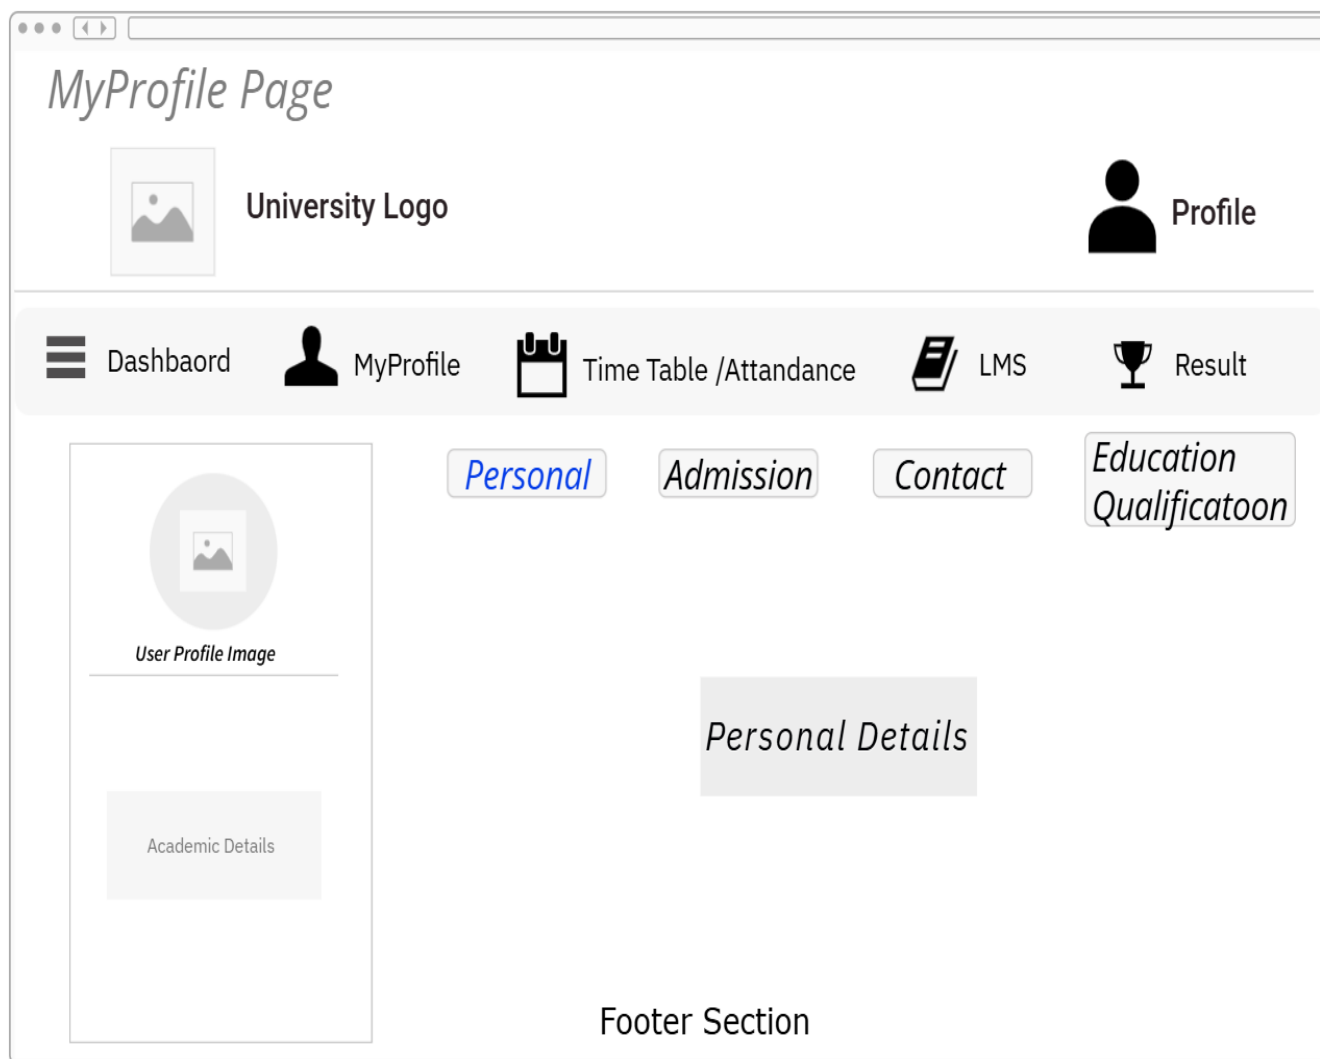 MyProfile Page
University Logo
Profile
Dashbaord
MyProfile
Time Table /Attandance
LMS
Result
Personal
Admission
Contact
Education
Qualificatoon
User Profile Image
Personal Details
Academic Details
Footer Section